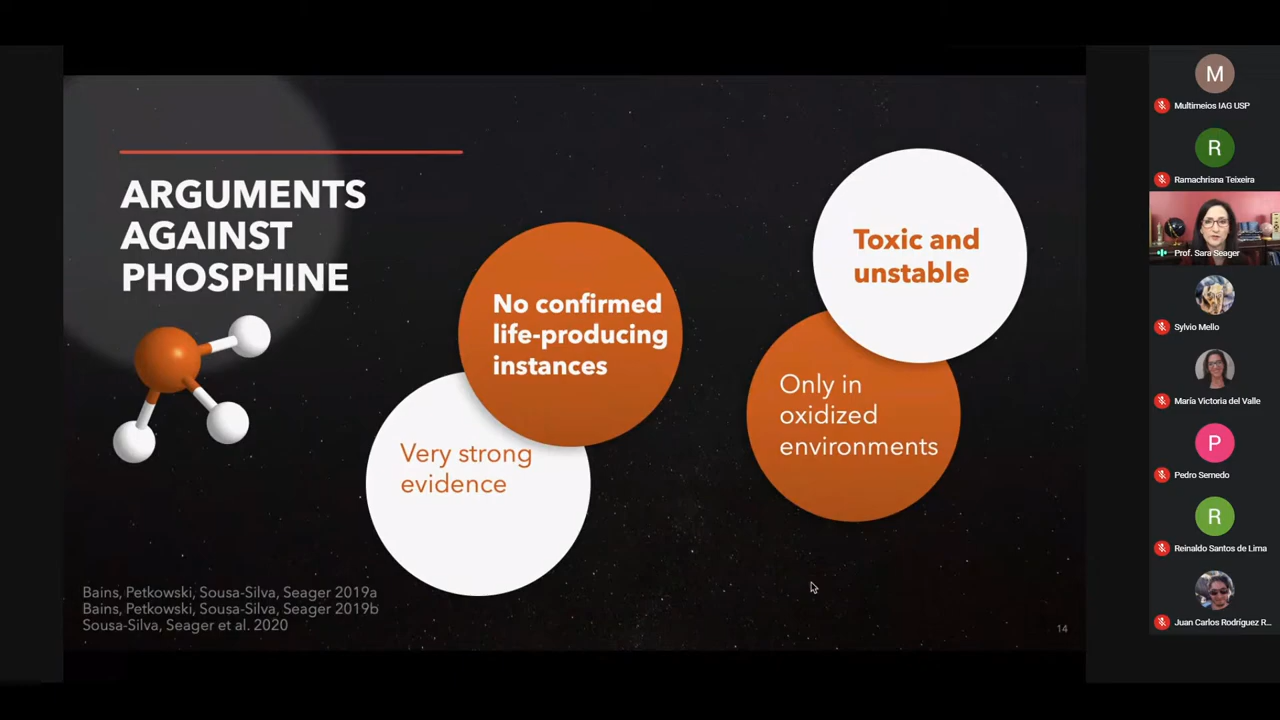 ARGUMENTS
AGAINST
PHOSPHINE
No confirmed
life-producing
instances
Very strong
evidence
Toxic and
unstable
Only in
oxidized
environments
Bains, Petkowski, Sousa-Silva, Seager 2019a
Bains, Petkowski, Sousa-Silva, Seager 2019b
Sousa-Silva, Seager et al. 2020
14
M
Multimeios IAG USP
R
Ramachrisna Teixeira
Prof. Sara Seager
Sylvio Mello
María Victoria del Valle
P
Pedro Semedo
R
Reinaldo Santos de Lima
Juan Carlos Rodríguez R...